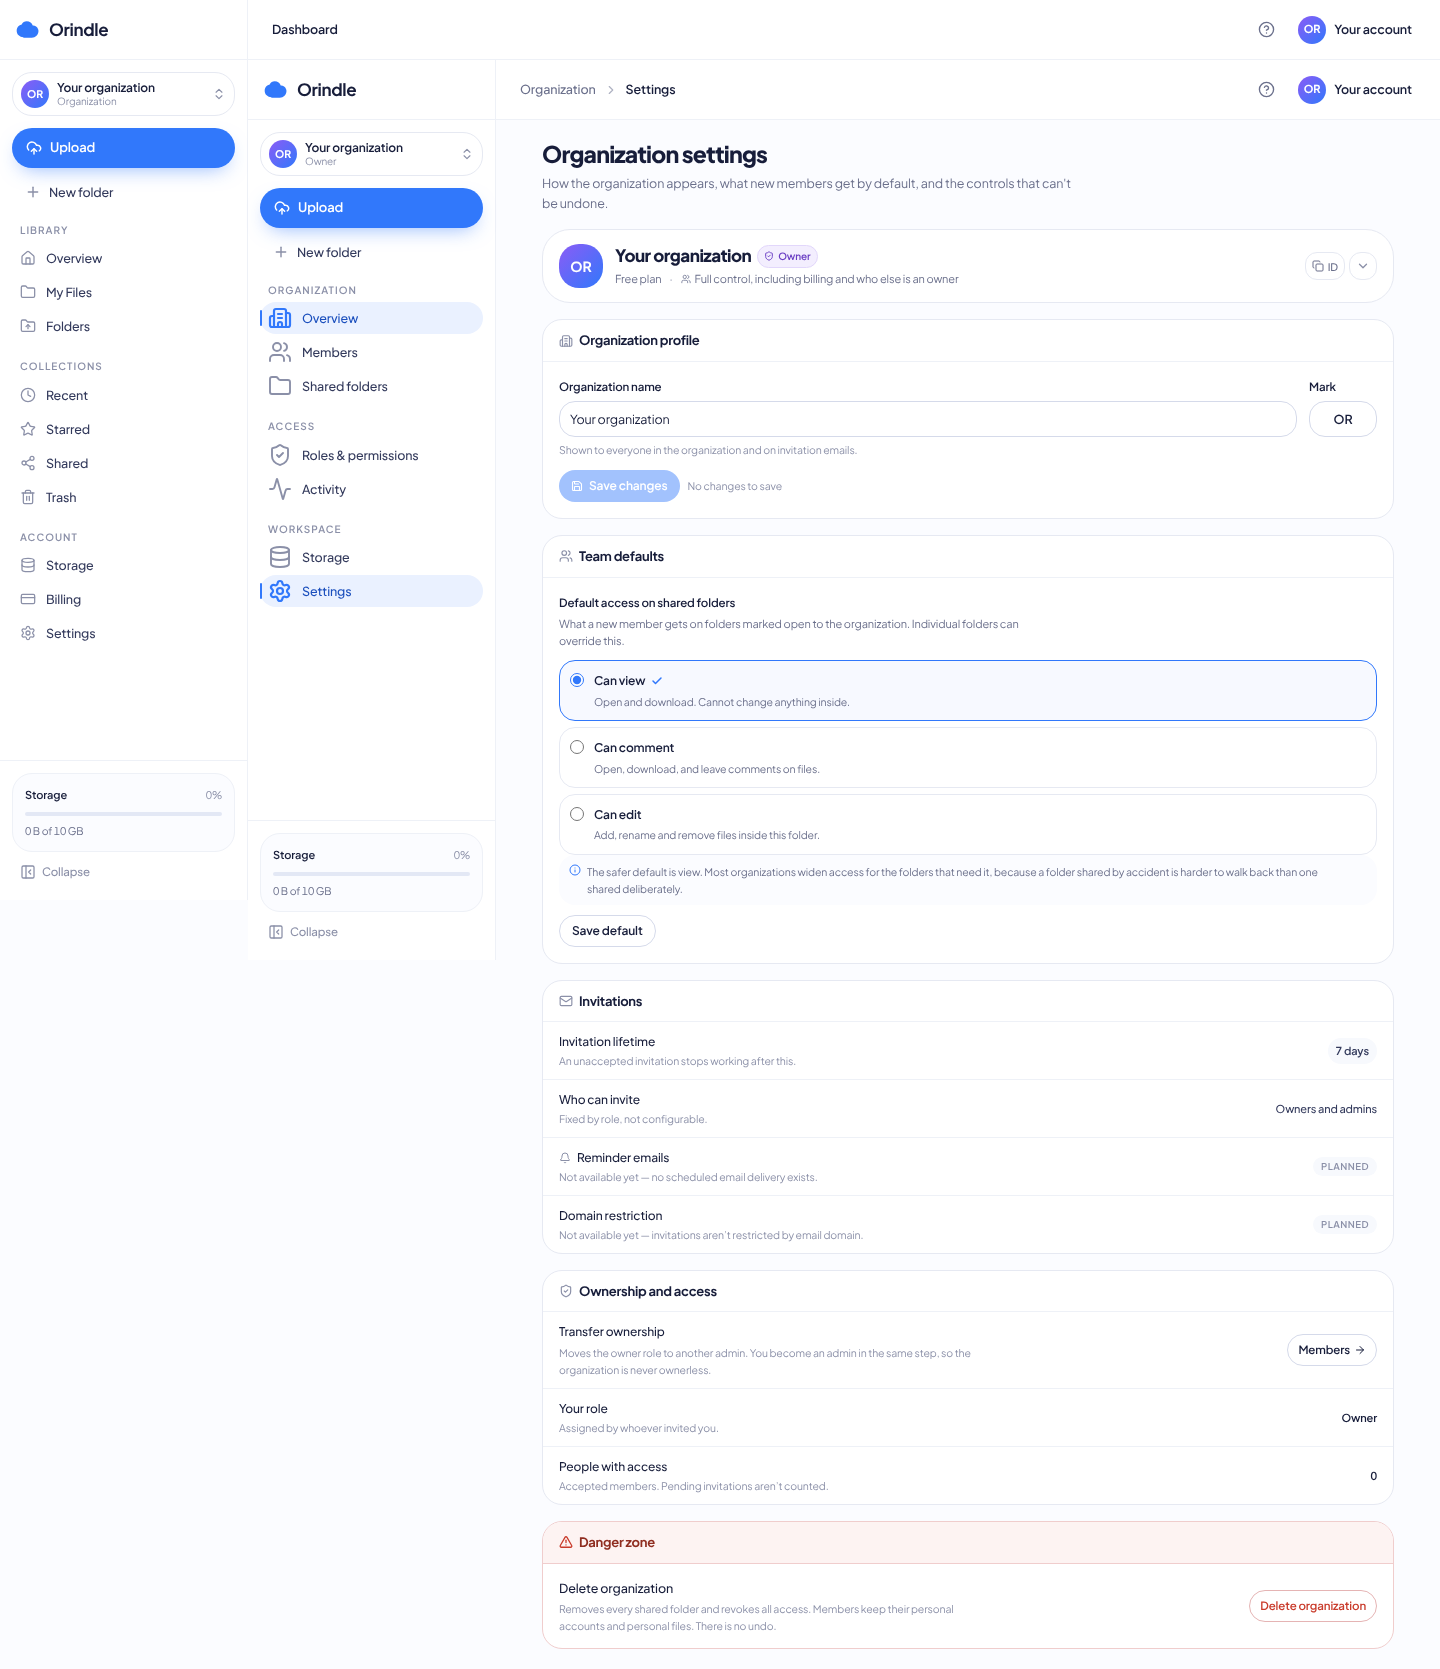 Orindle
Dashboard
OR
Your account
OR
Your organization
Organization
Upload
New folder
LIBRARY
Overview
My Files
Folders
COLLECTIONS
Recent
Starred
Shared
Trash
ACCOUNT
Storage
Billing
Settings
Storage
0%
0 B of 10 GB
Collapse
Orindle
OR
Your organization
Owner
Upload
New folder
ORGANIZATION
Overview
Members
Shared folders
ACCESS
Roles & permissions
Activity
WORKSPACE
Storage
Settings
Storage
0%
0 B of 10 GB
Collapse
Organization
Settings
OR
Your account
Organization settings
How the organization appears, what new members get by default, and the controls that can't
be undone.
OR
Your organization
Owner
Free plan · Full control, including billing and who else is an owner
ID
Organization profile
Organization name
Mark
Your organization
OR
Shown to everyone in the organization and on invitation emails.
Save changes
No changes to save
Team defaults
Default access on shared folders
What a new member gets on folders marked open to the organization. Individual folders can
override this.
Can view
Open and download. Cannot change anything inside.
Can comment
Open, download, and leave comments on files.
Can edit
Add, rename and remove files inside this folder.
The safer default is view. Most organizations widen access for the folders that need it, because a folder shared by accident is harder to walk back than one
shared deliberately.
Save default
Invitations
Invitation lifetime
An unaccepted invitation stops working after this.
7 days
Who can invite
Fixed by role, not configurable.
Owners and admins
Reminder emails
Not available yet — no scheduled email delivery exists.
PLANNED
Domain restriction
Not available yet — invitations aren't restricted by email domain.
PLANNED
Ownership and access
Transfer ownership
Moves the owner role to another admin. You become an admin in the same step, so the
organization is never ownerless.
Members
Your role
Assigned by whoever invited you.
Owner
People with access
Accepted members. Pending invitations aren't counted.
0
Danger zone
Delete organization
Removes every shared folder and revokes all access. Members keep their personal
accounts and personal files. There is no undo.
Delete organization